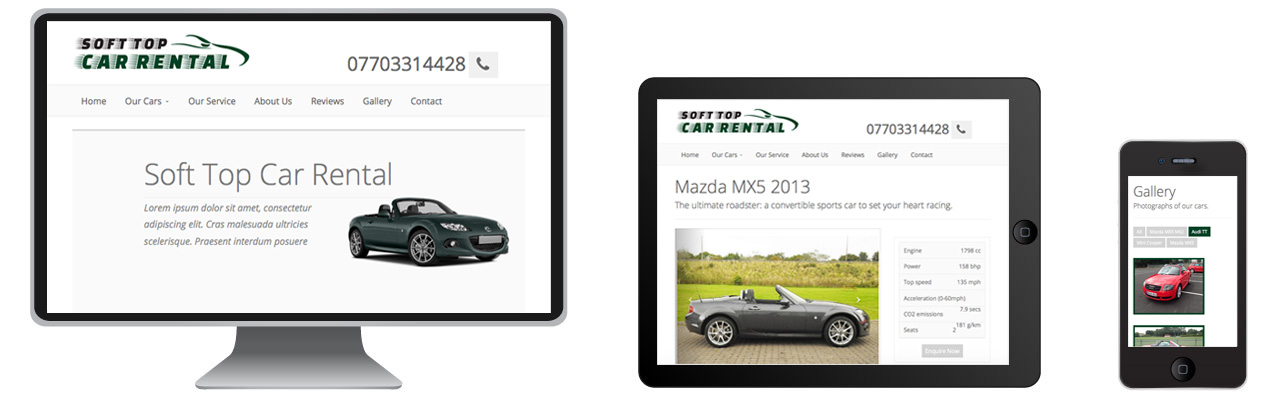 SOFT TOP
CAR RENTAL
07703314428
Home Our Cars Our Service About Us Reviews Gallery Contact
Soft Top Car Rental
Lorem ipsum dolor sit amet, consectetur
adipiscing elit. Cras malesuada ultricies
scelerisque. Praesent interdum posuere
SOFT TOP
CAR RENTAL
07703314428
Home Our Cars Our Service About Us Reviews Gallery Contact
Mazda MX5 2013
The ultimate roadster: a convertible sports car to set your heart racing.
Engine 1798 cc
Power 158 bhp
Top speed 135 mph
Acceleration (0-60mph) 7.9 secs
CO2 emissions 181 g/km
Seats 2
Enquire Now
Gallery
Photographs of our cars.
All Mazda MX5 MK2 Audi TT
Mini Cooper Mazda MX5